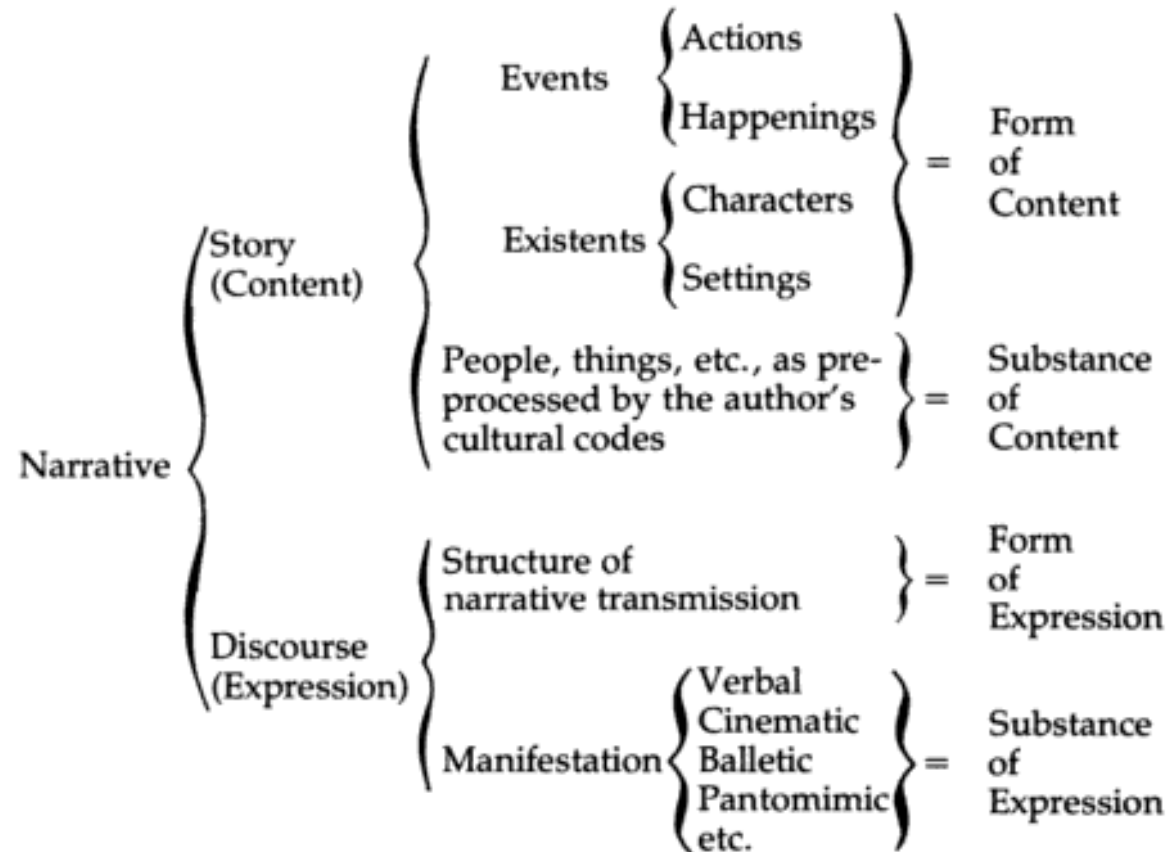 Narrative
Story
(Content)
Events
Actions
Happenings
Existents
Characters
Settings
= Form
of
Content
People, things, etc., as pre-
processed by the author's
cultural codes
= Substance
of
Content
Discourse
(Expression)
Structure of
narrative transmission
= Form
of
Expression
Manifestation
Verbal
Cinematic
Balletic
Pantomimic
etc.
= Substance
of
Expression